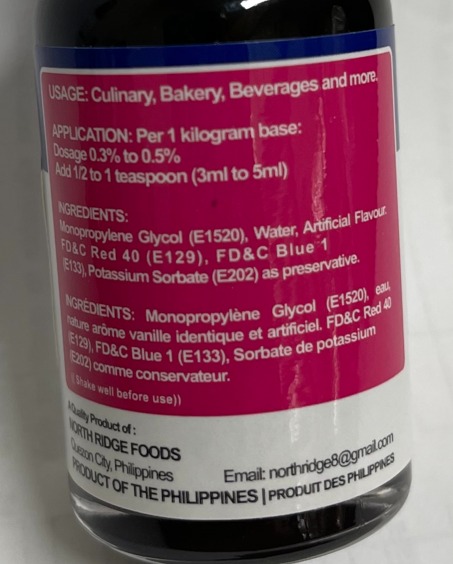 USAGE: Culinary, Bakery, Beverages and more.
APPLICATION: Per 1 kilogram base:
Dosage 0.3% to 0.5%
Add 1/2 to 1 teaspoon (3ml to 5ml)
INGREDIENTS:
Monopropylene Glycol (E1520), Water, Artificial Flavour.
FD&C Red 40 (E129), FD&C Blue 1
(E133), Potassium Sorbate (E202) as preservative.
INGRÉDIENTS: Monopropylène Glycol (E1520), eau,
nature arôme vanille identique et artificiel. FD&C Red 40
(E129), FD&C Blue 1 (E133), Sorbate de potassium
(E202) comme conservateur.
(( Shake well before use))
A Quality Product of :
NORTH RIDGE FOODS
Quezon City, Philippines
Email: northridge8@gmail.com
PRODUCT OF THE PHILIPPINES | PRODUIT DES PHILIPPINES